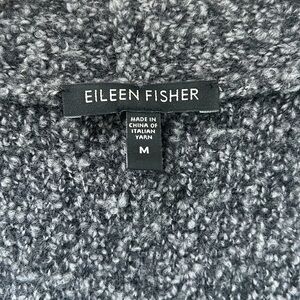 EILEEN FISHER
MADE IN
CHINA OF
ITALIAN
YARN
M